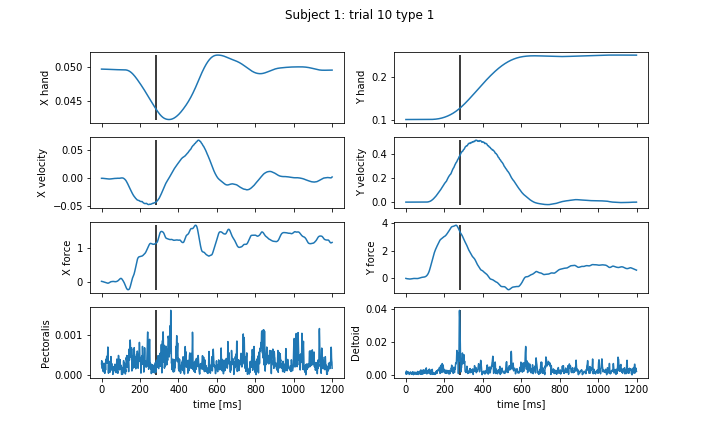 Subject 1: trial 10 type 1
X hand
0.050
0.045
Y hand
0.2
0.1
X velocity
0.05
0.00
−0.05
Y velocity
0.4
0.2
0.0
X force
1
0
Y force
4
2
0
Pectoralis
0.001
0.000
0 200 400 600 800 1000 1200
time [ms]
Deltoid
0.04
0.02
0.00
0 200 400 600 800 1000 1200
time [ms]